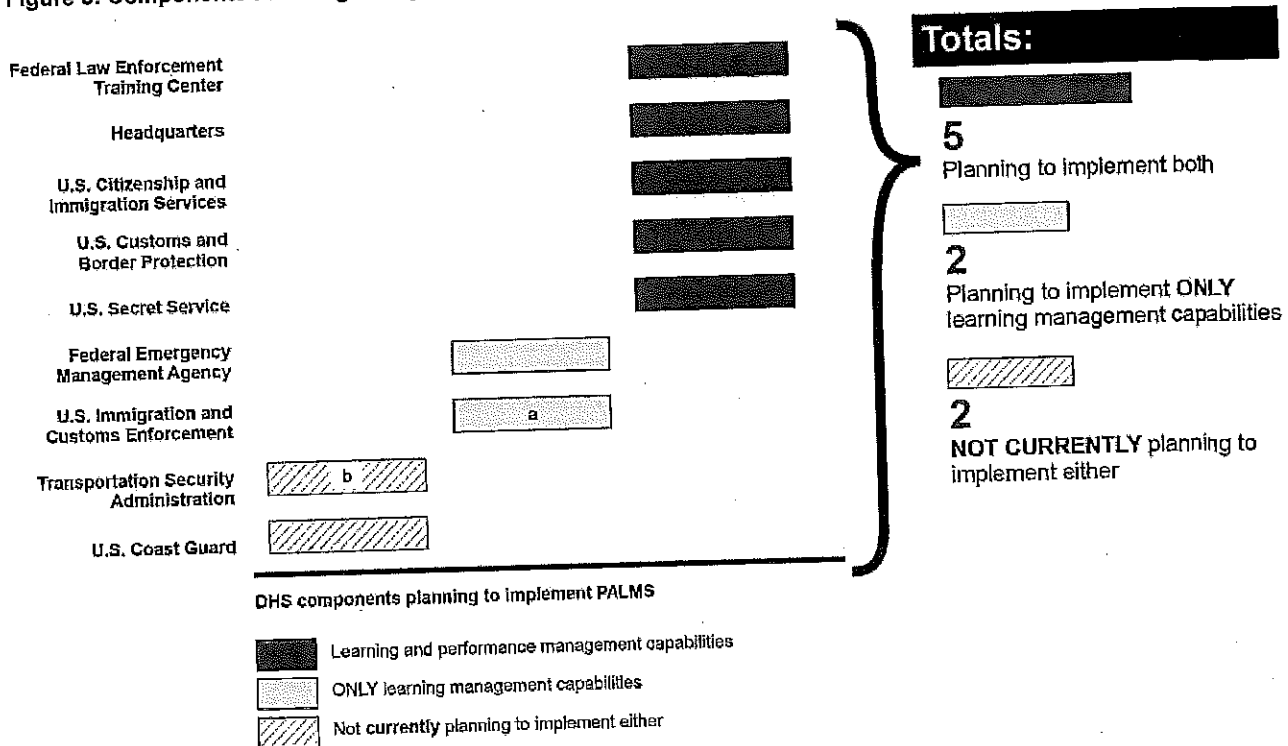 Federal Law Enforcement
Training Center
Headquarters
U.S. Citizenship and
Immigration Services
U.S. Customs and
Border Protection
U.S. Secret Service
Federal Emergency
Management Agency
U.S. Immigration and
Customs Enforcement
a
Transportation Security
Administration
b
U.S. Coast Guard
DHS components planning to implement PALMS
Learning and performance management capabilities
ONLY learning management capabilities
Not currently planning to implement either
Totals:
5
Planning to implement both
2
Planning to implement ONLY
learning management capabilities
2
NOT CURRENTLY planning to
implement either